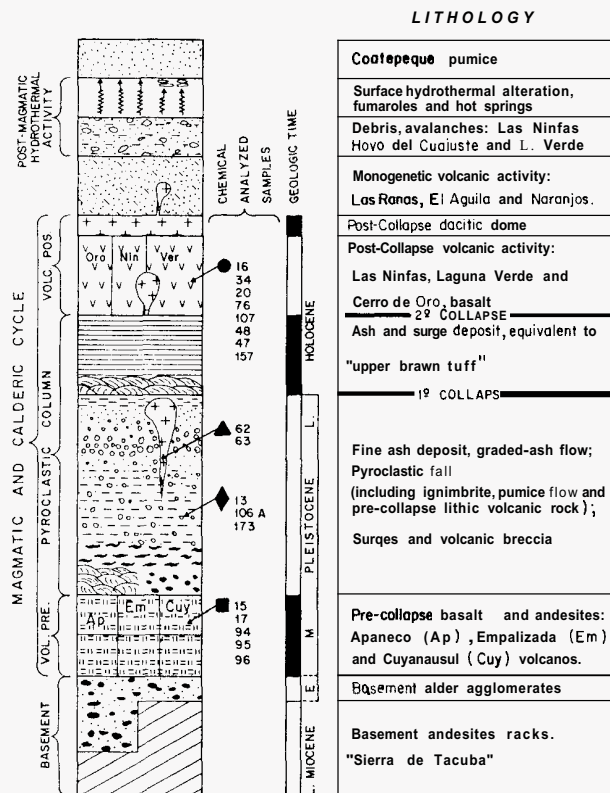 LITHOLOGY
POST-MAGMATIC
HYDROTHERMAL
ACTIVITY
MAGMATIC AND CALDERIC CYCLE
VOLC POS
PYROCLASTIC COLUMN
VOL. PRE.
BASEMENT
Oro Nin Ver
Ap Em Cuy
CHEMICAL
ANALYZED
SAMPLES
16
34
20
76
107
48
47
157
62
63
13
106 A
173
15
17
94
95
96
GEOLOGIC TIME
HOLOCENE
PLEISTOCENE
L.
M
E
L. MIOCENE
Coatepeque pumice
Surface hydrothermal alteration,
fumaroles and hot springs
Debris, avalanches: Las Ninfas
Hovo del Cuajuste and L. Verde
Monogenetic volcanic activity:
Las Ranas, El Aguila and Naranjos.
Post-Collapse dacitic dome
Post-Collapse volcanic activity:
Las Ninfas, Laguna Verde and
Cerro de Oro, basalt
2º COLLAPSE
Ash and surge deposit, equivalent to
"upper brawn tuff"
1º COLLAPS
Fine ash deposit, graded-ash flow;
Pyroclastic fall
(including ignimbrite, pumice flow and
pre-collapse lithic volcanic rock);
Surqes and volcanic breccia
Pre-collapse basalt and andesites:
Apaneco (Ap), Empalizada (Em)
and Cuyanausul (Cuy) volcanos.
Basement alder agglomerates
Basement andesites racks.
"Sierra de Tacuba"